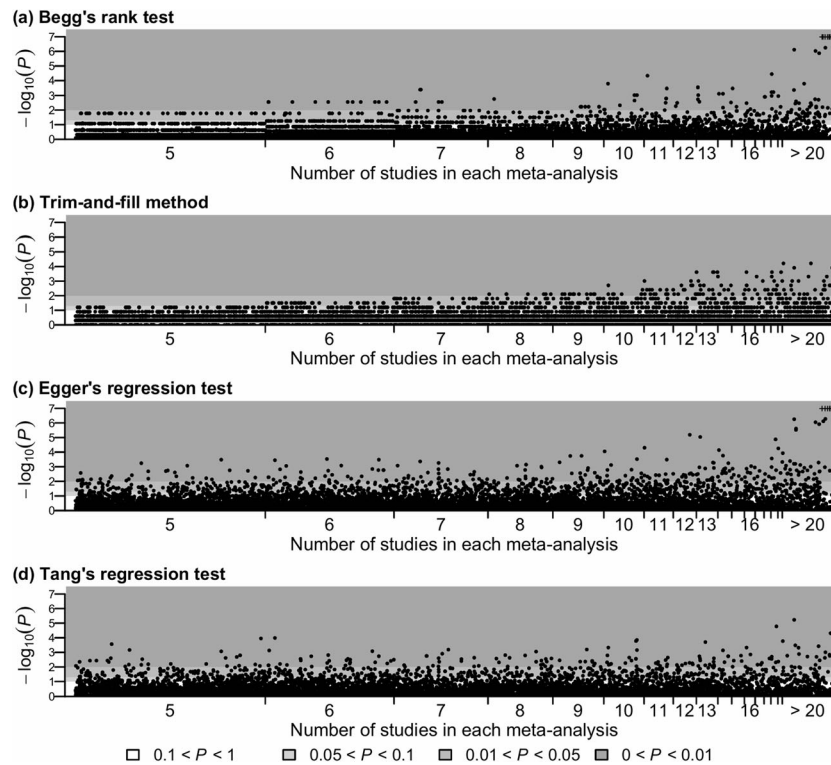 (a) Begg's rank test
7
6
5
4
3
2
1
0
− log10(P)
5 6 7 8 9 10 11 12 13 16 > 20
Number of studies in each meta-analysis
(b) Trim-and-fill method
7
6
5
4
3
2
1
0
− log10(P)
5 6 7 8 9 10 11 12 13 16 > 20
Number of studies in each meta-analysis
(c) Egger's regression test
7
6
5
4
3
2
1
0
− log10(P)
5 6 7 8 9 10 11 12 13 16 > 20
Number of studies in each meta-analysis
(d) Tang's regression test
7
6
5
4
3
2
1
0
− log10(P)
5 6 7 8 9 10 11 12 13 16 > 20
Number of studies in each meta-analysis
0.1 < P < 1 0.05 < P < 0.1 0.01 < P < 0.05 0 < P < 0.01